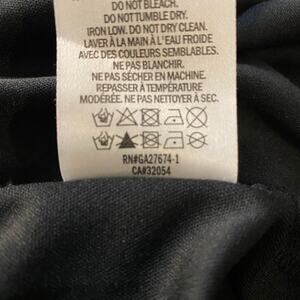 DO NOT BLEACH.
DO NOT TUMBLE DRY.
IRON LOW. DO NOT DRY CLEAN.
LAVER À LA MAIN À L'EAU FROIDE
AVEC DES COULEURS SEMBLABLES.
NE PAS BLANCHIR.
NE PAS SÉCHER EN MACHINE.
REPASSER À TEMPÉRATURE
MODÉRÉE. NE PAS NETTOYER À SEC.
RN#GA27674-1
CA#32054